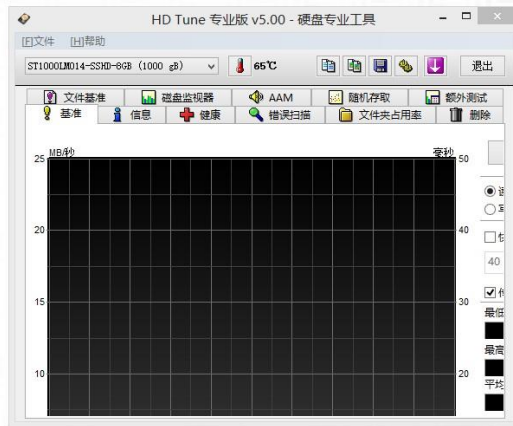 HD Tune 专业版 v5.00 - 硬盘专业工具
[F]文件 [H]帮助
ST1000LM014-SSHD-8GB (1000 gB) 65℃ 退出
文件基准 磁盘监视器 AAM 随机存取 额外测试
基准 信息 健康 错误扫描 文件夹占用率 删除
MB/秒 毫秒
25 50
20 40
40
15 30
最低
最高
10 20
平均